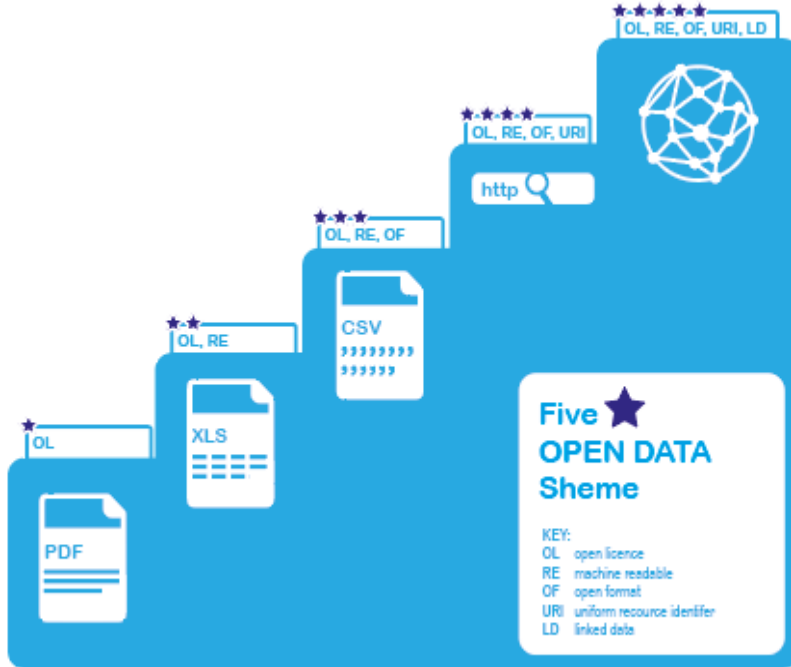 OL, RE, OF, URI, LD
OL, RE, OF, URI
http
OL, RE, OF
CSV
,,,,,,,,,
,,,,,,
OL, RE
XLS
OL
PDF
Five
OPEN DATA
Sheme
KEY:
OL open licence
RE machine readable
OF open format
URI uniform recource identifer
LD linked data